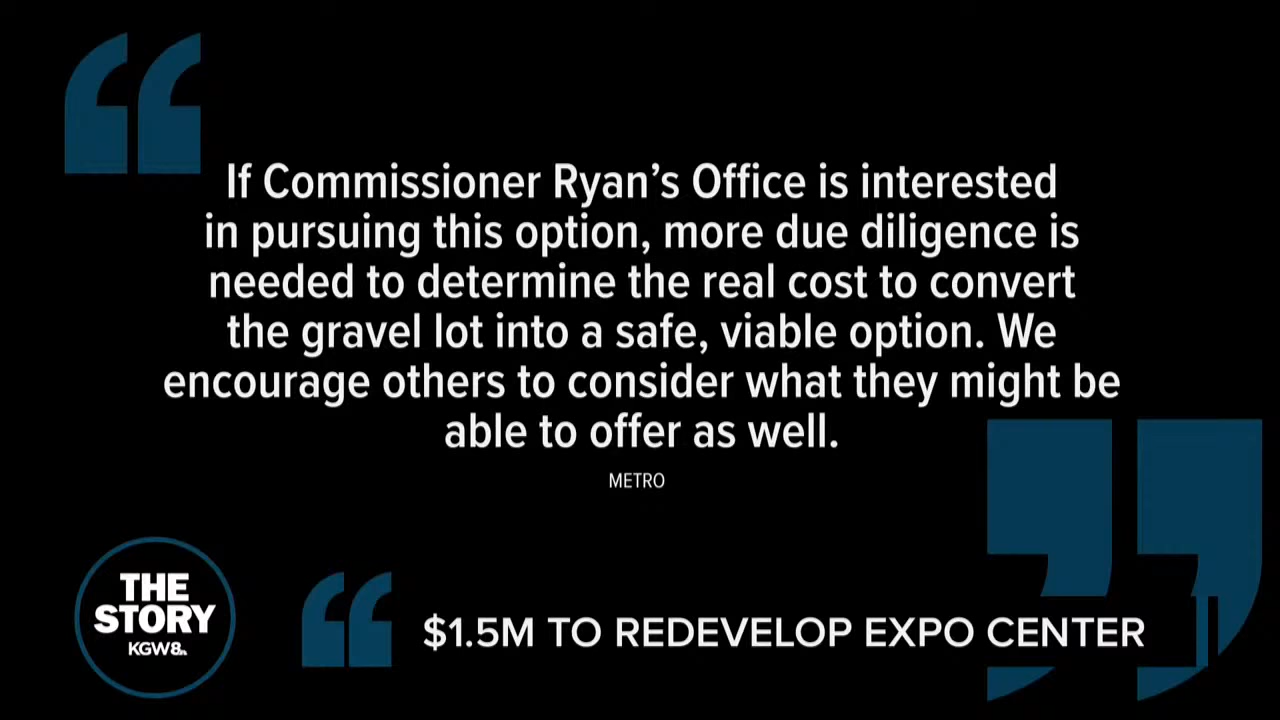 If Commissioner Ryan’s Office is interested
in pursuing this option, more due diligence is
needed to determine the real cost to convert
the gravel lot into a safe, viable option. We
encourage others to consider what they might be
able to offer as well.
METRO
THE
STORY
KGW8
$1.5M TO REDEVELOP EXPO CENTER